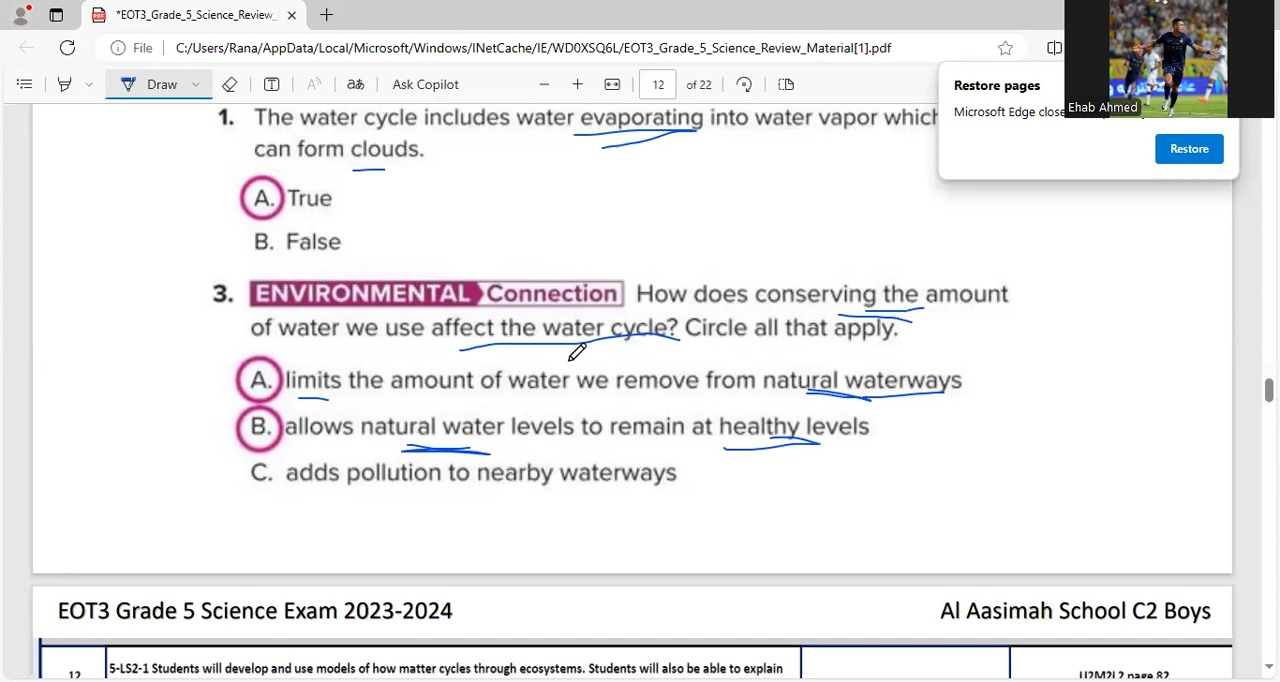 *EOT3_Grade_5_Science_Review_
File
C:/Users/Rana/AppData/Local/Microsoft/Windows/INetCache/IE/WD0XSQ6L/EOT3_Grade_5_Science_Review_Material[1].pdf
Draw
aあ
Ask Copilot
12
of 22
Restore pages
Microsoft Edge close
Restore
Ehab Ahmed
1. The water cycle includes water evaporating into water vapor which
can form clouds.
A. True
B. False
3. ENVIRONMENTAL Connection How does conserving the amount
of water we use affect the water cycle? Circle all that apply.
A. limits the amount of water we remove from natural waterways
B. allows natural water levels to remain at healthy levels
C. adds pollution to nearby waterways
EOT3 Grade 5 Science Exam 2023-2024
Al Aasimah School C2 Boys
12
5-LS2-1 Students will develop and use models of how matter cycles through ecosystems. Students will also be able to explain
U2M2L2 page 82